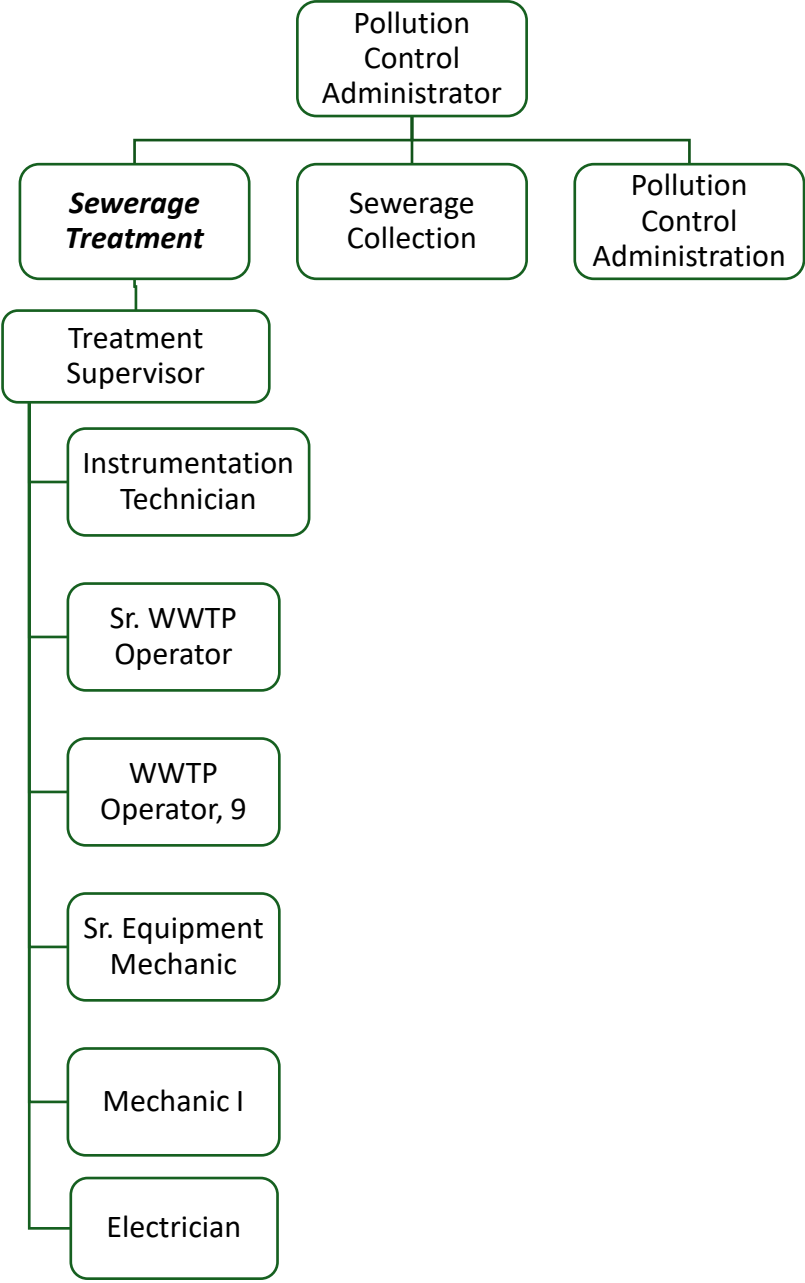 Pollution
Control
Administrator
Sewerage
Treatment
Sewerage
Collection
Pollution
Control
Administration
Treatment
Supervisor
Instrumentation
Technician
Sr. WWTP
Operator
WWTP
Operator, 9
Sr. Equipment
Mechanic
Mechanic I
Electrician